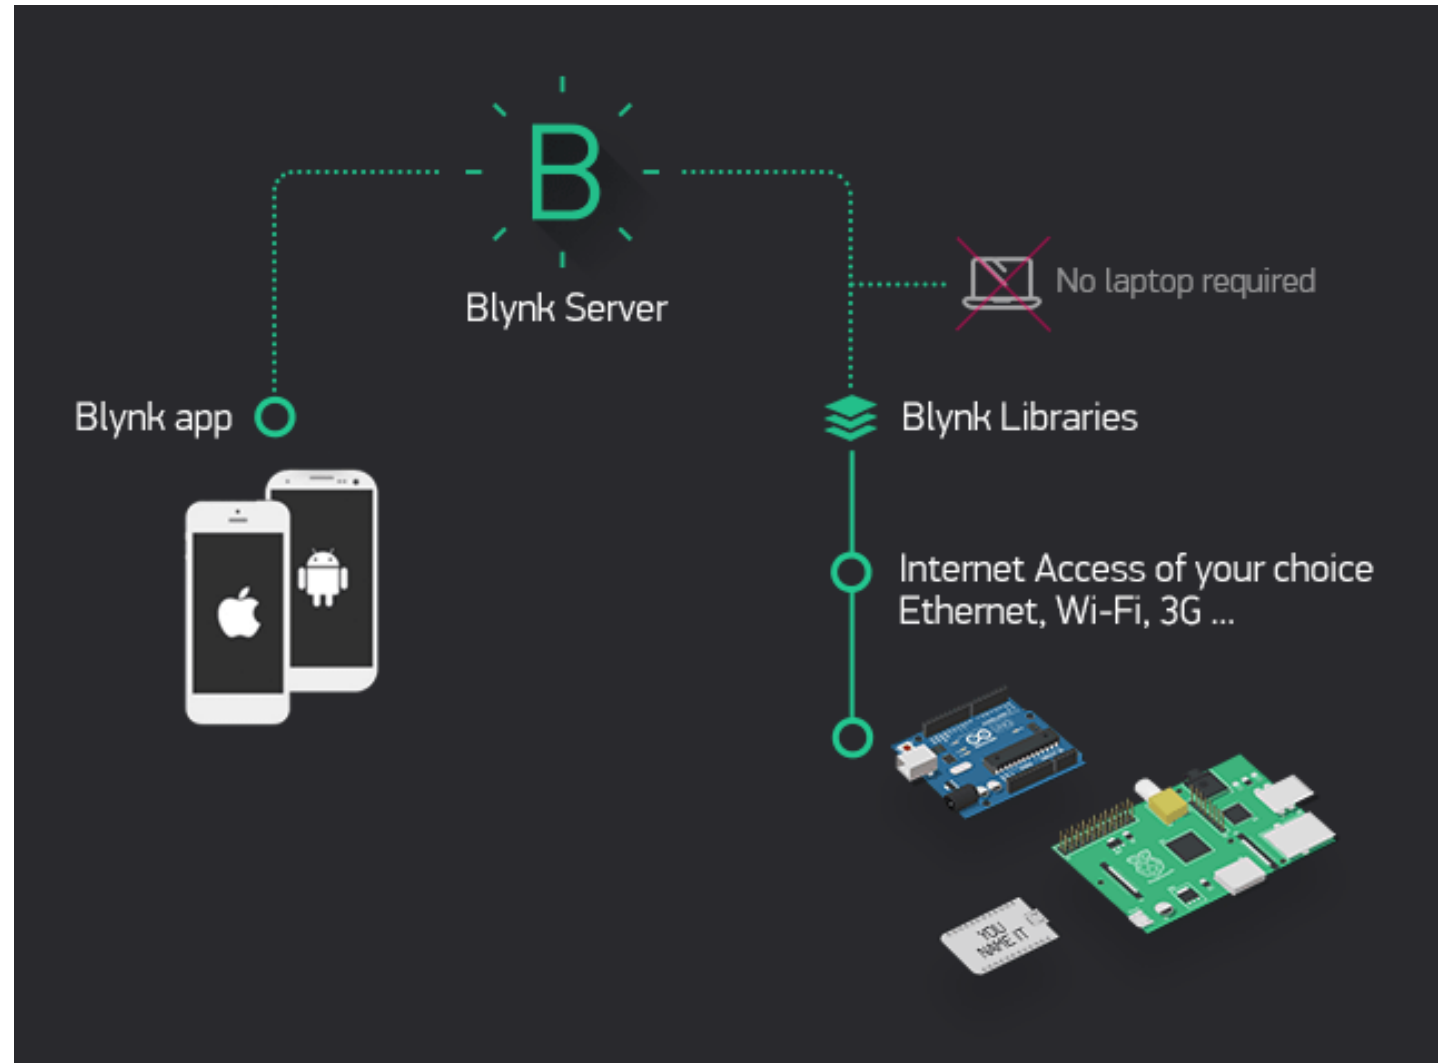 B
Blynk Server
No laptop required
Blynk app
Blynk Libraries
Internet Access of your choice
Ethernet, Wi-Fi, 3G ...
UNO
YOU
NAME IT